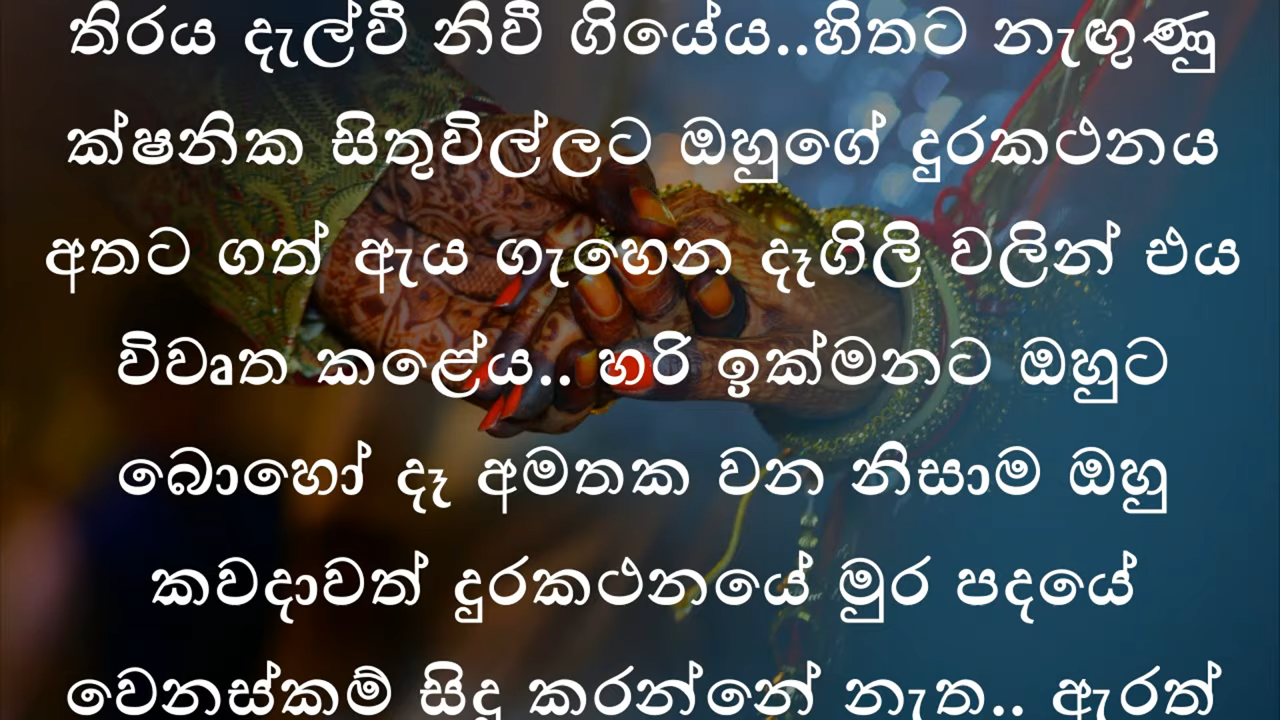 තිරය දැල්වී නිවී ගියේය..හිතට නැඟුණු
ක්ෂනික සිතුවිල්ලට ඔහුගේ දුරකථනය
අතට ගත් ඇය ගැහෙන දෑගිලි වලින් එය
විවෘත කළේය.. හරි ඉක්මනට ඔහුට
බොහෝ දෑ අමතක වන නිසාම ඔහු
කවදාවත් දුරකථනයේ මුර පදයේ
වෙනස්කම් සිදු කරන්නේ නැත.. ඇරත්